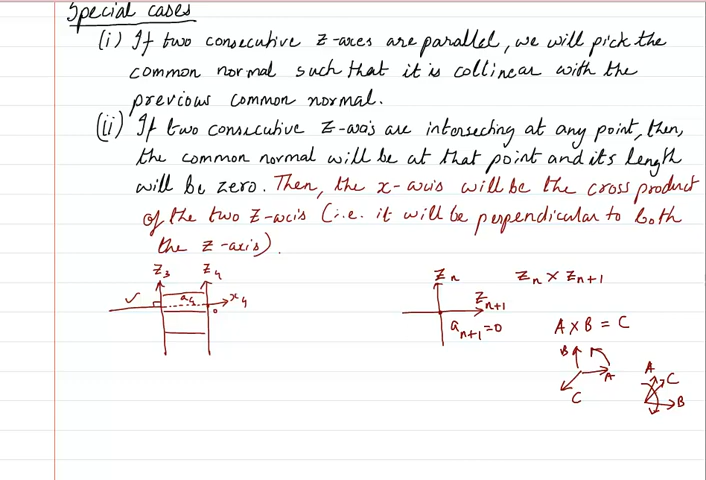 Special cases
(i) If two consecutive Z-axes are parallel, we will pick the
common normal such that it is collinear with the
previous common normal.
(ii) If two consecutive Z-axis are intersecting at any point, then,
the common normal will be at that point and its length
will be zero. Then, the x-axis will be the cross product
of the two Z-axis (i.e. it will be perpendicular to both
the Z-axis).
Z3 Z4
a4 x4
Zn
Zn+1
an+1=0
Zn × Zn+1
A × B = C
B
A
C
A
C
B